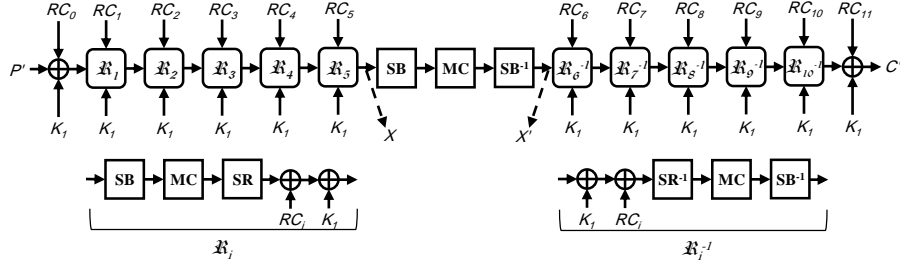 RC0 RC1 RC2 RC3 RC4 RC5 RC6 RC7 RC8 RC9 RC10 RC11
P' ℜ1 ℜ2 ℜ3 ℜ4 ℜ5 SB MC SB-1 ℜ6-1 ℜ7-1 ℜ8-1 ℜ9-1 ℜ10-1 C'
K1 K1 K1 K1 K1 K1 X X' K1 K1 K1 K1 K1 K1
SB MC SR SR-1 MC SB-1
RCi K1 K1 RCi
ℜi ℜi-1